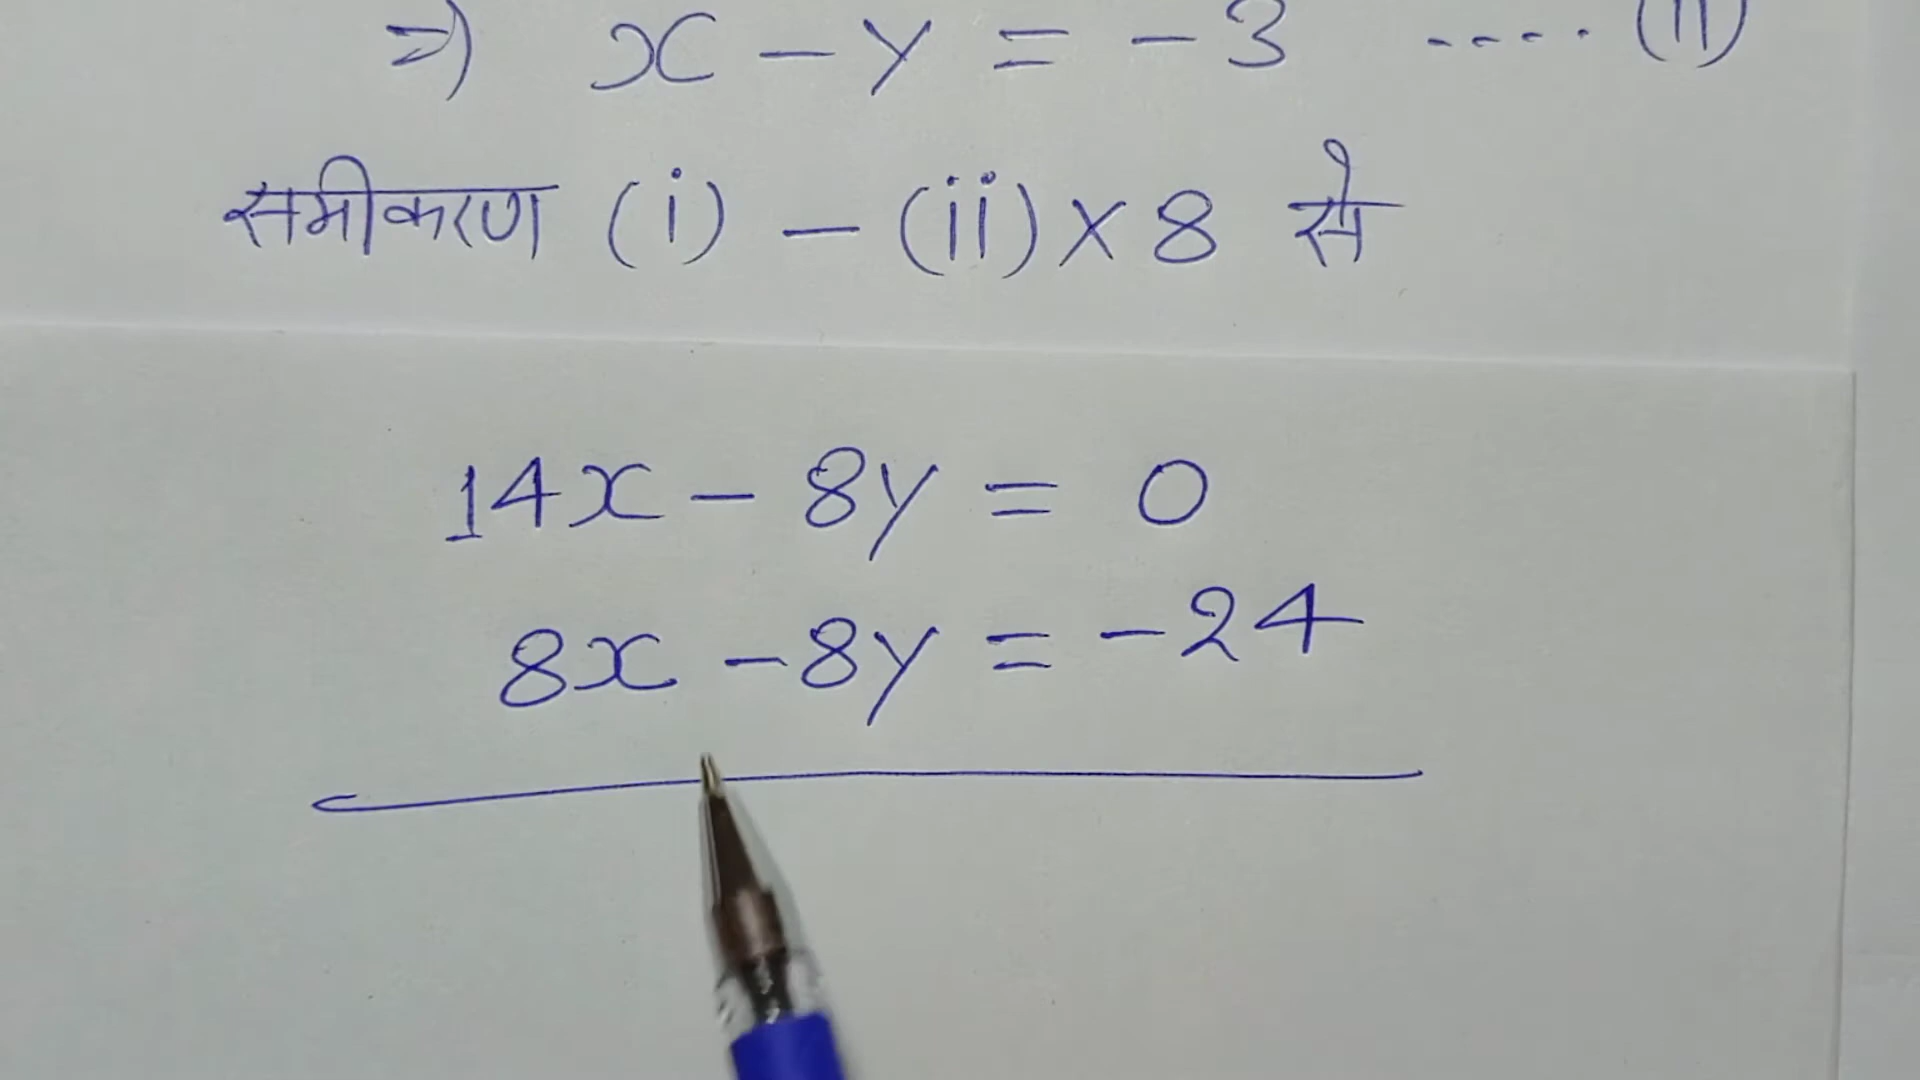 ⇒) x - y = - 3 ---- (ii)
समीकरण (i) - (ii) × 8 से
14x - 8y = 0
8x - 8y = - 24